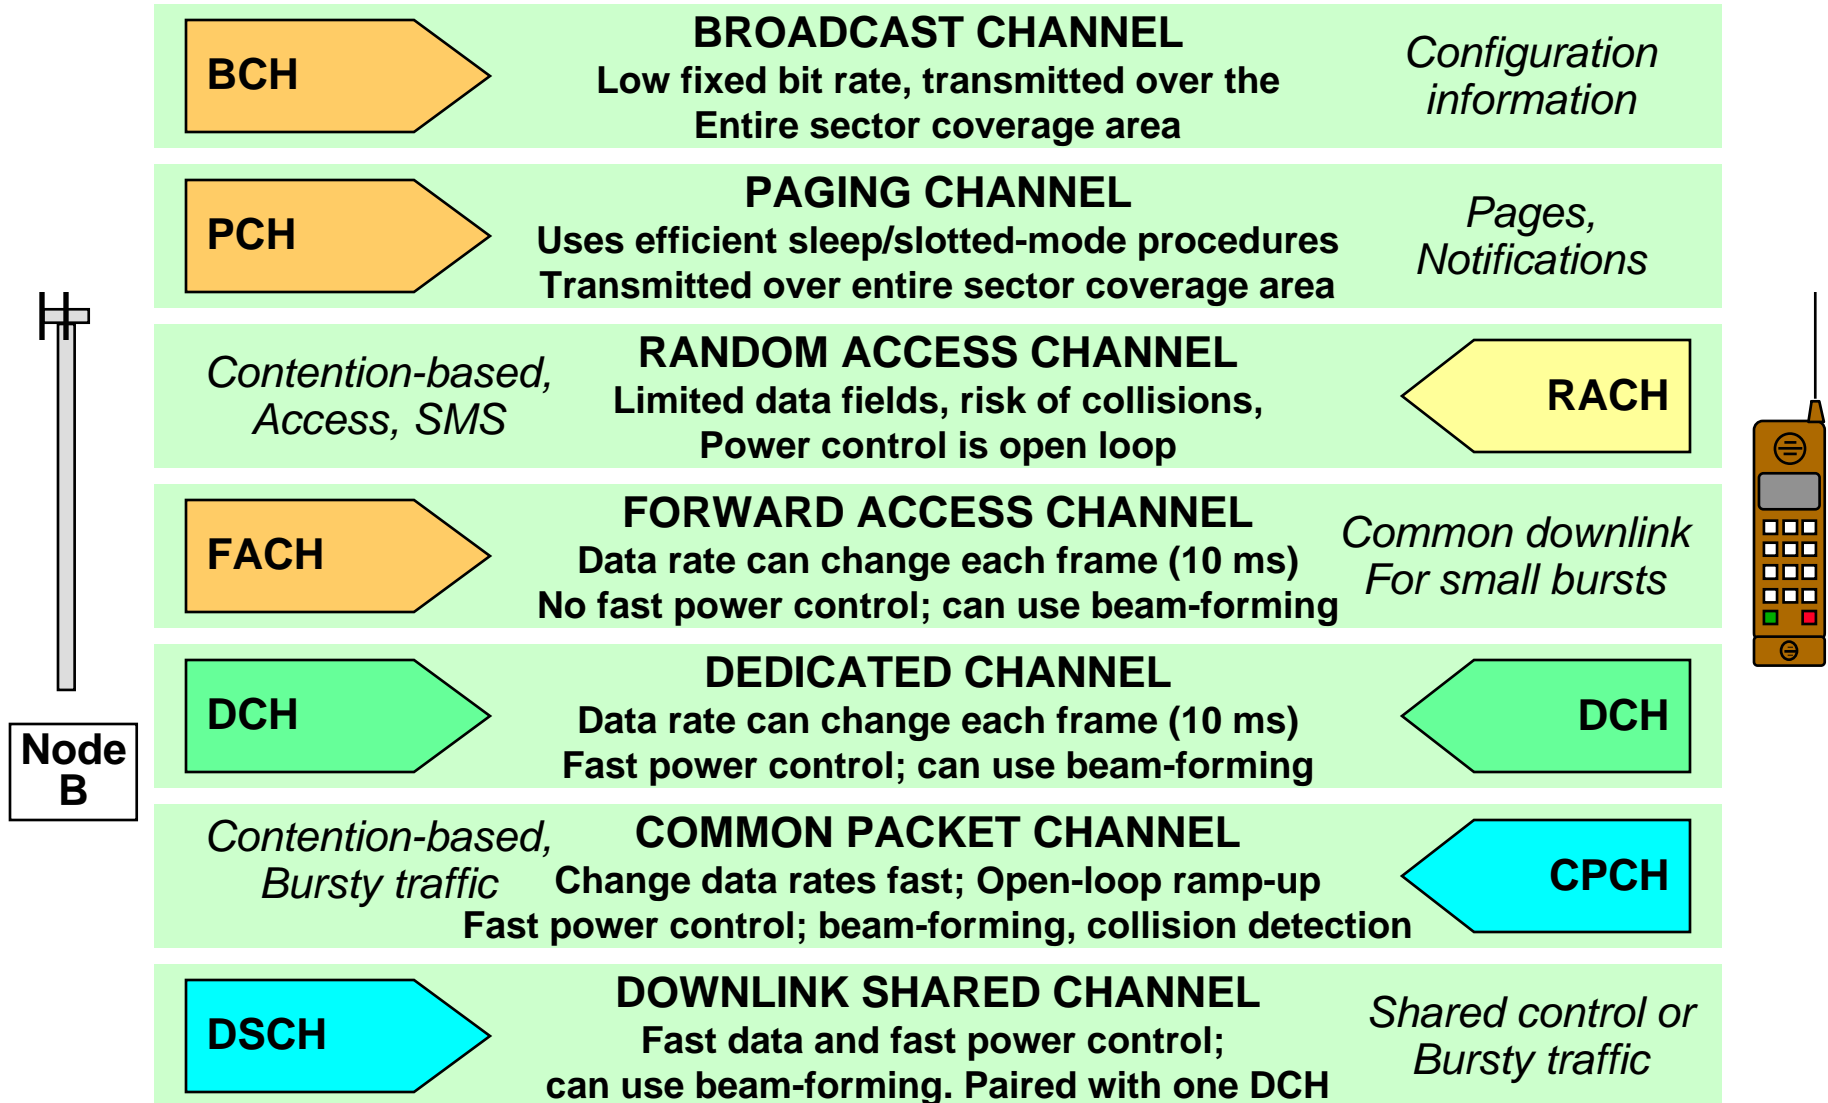 BCH
BROADCAST CHANNEL
Low fixed bit rate, transmitted over the
Entire sector coverage area
Configuration
information
PCH
PAGING CHANNEL
Uses efficient sleep/slotted-mode procedures
Transmitted over entire sector coverage area
Pages,
Notifications
Contention-based,
Access, SMS
RANDOM ACCESS CHANNEL
Limited data fields, risk of collisions,
Power control is open loop
RACH
FACH
FORWARD ACCESS CHANNEL
Data rate can change each frame (10 ms)
No fast power control; can use beam-forming
Common downlink
For small bursts
DCH
DEDICATED CHANNEL
Data rate can change each frame (10 ms)
Fast power control; can use beam-forming
DCH
Node
B
Contention-based,
Bursty traffic
COMMON PACKET CHANNEL
Change data rates fast; Open-loop ramp-up
Fast power control; beam-forming, collision detection
CPCH
DSCH
DOWNLINK SHARED CHANNEL
Fast data and fast power control;
can use beam-forming. Paired with one DCH
Shared control or
Bursty traffic